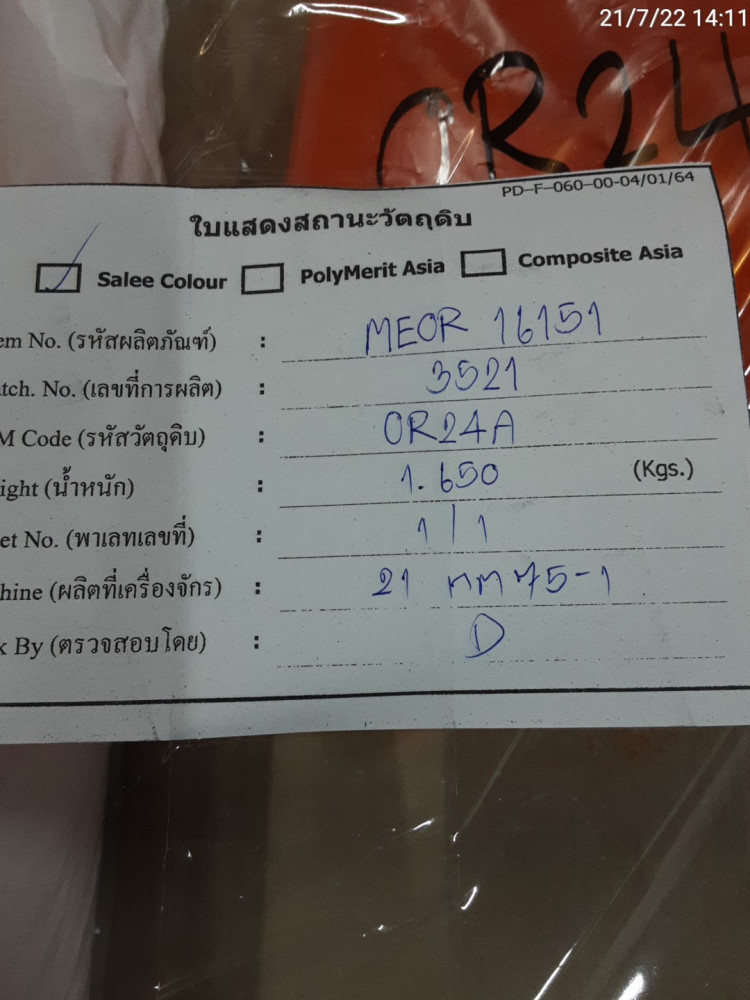 21/7/22 14:11
OR24
PD-F-060-00-04/01/64
ใบแสดงสถานะวัตถุดิบ
Salee Colour PolyMerit Asia Composite Asia
em No. (รหัสผลิตภัณฑ์) : MEOR 16151
tch. No. (เลขที่การผลิต) : 3521
M Code (รหัสวัตถุดิบ) : OR24A
ight (น้ำหนัก) : 1.650 (Kgs.)
et No. (พาเลทเลขที่) : 1/1
hine (ผลิตที่เครื่องจักร) : 21
k By (ตรวจสอบโดย) : D